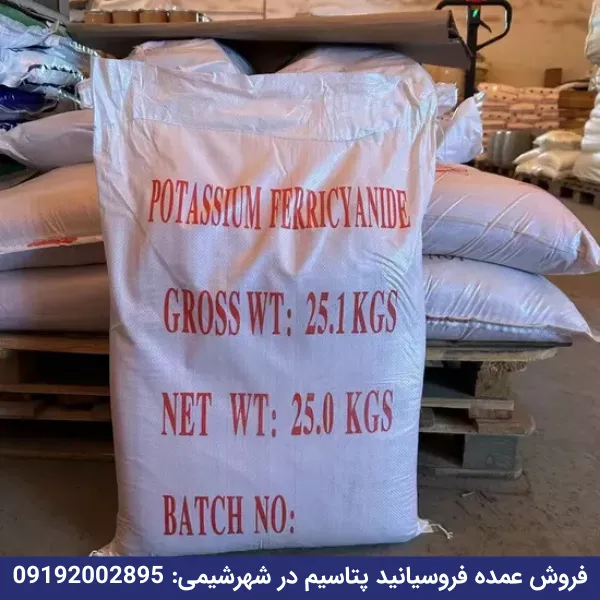 POTASSIUM FERRICYANIDE
GROSS WT: 25.1 KGS
NET WT: 25.0 KGS
BATCH NO:
فروش عمده فروسیانید پتاسیم در شهرشیمی: 09192002895